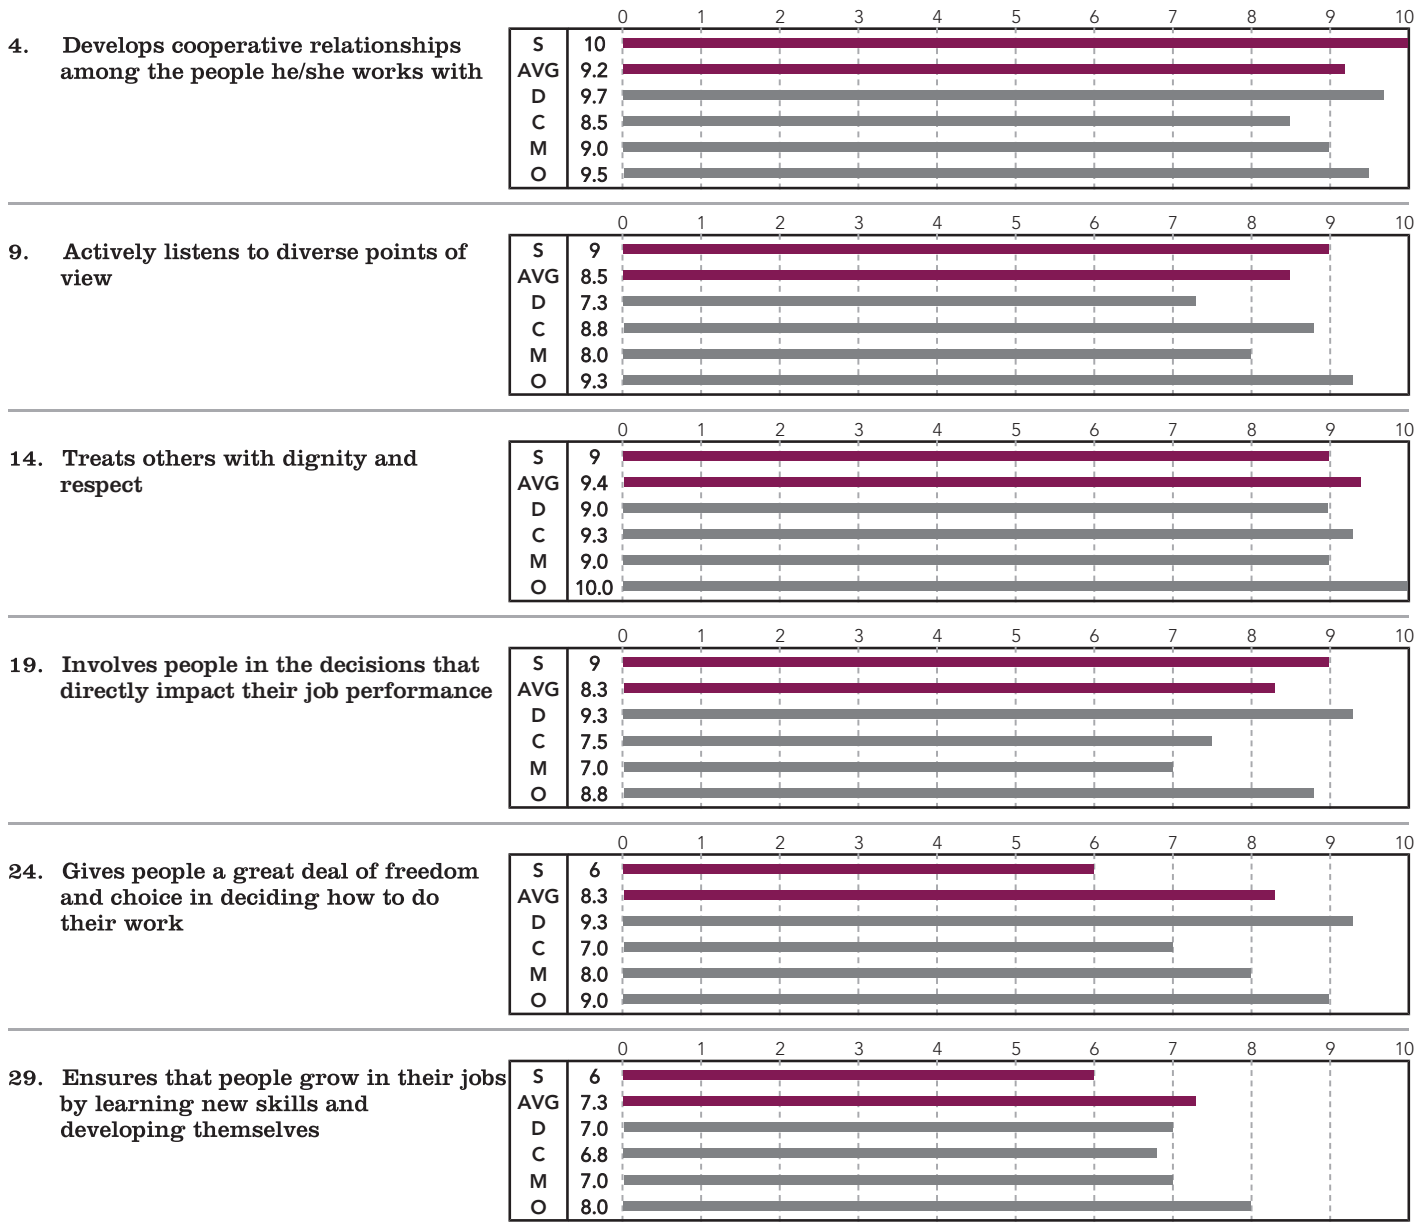 0 1 2 3 4 5 6 7 8 9 10
4. Develops cooperative relationships
among the people he/she works with
S 10
AVG 9.2
D 9.7
C 8.5
M 9.0
O 9.5
0 1 2 3 4 5 6 7 8 9 10
9. Actively listens to diverse points of
view
S 9
AVG 8.5
D 7.3
C 8.8
M 8.0
O 9.3
0 1 2 3 4 5 6 7 8 9 10
14. Treats others with dignity and
respect
S 9
AVG 9.4
D 9.0
C 9.3
M 9.0
O 10.0
0 1 2 3 4 5 6 7 8 9 10
19. Involves people in the decisions that
directly impact their job performance
S 9
AVG 8.3
D 9.3
C 7.5
M 7.0
O 8.8
0 1 2 3 4 5 6 7 8 9 10
24. Gives people a great deal of freedom
and choice in deciding how to do
their work
S 6
AVG 8.3
D 9.3
C 7.0
M 8.0
O 9.0
0 1 2 3 4 5 6 7 8 9 10
29. Ensures that people grow in their jobs
by learning new skills and
developing themselves
S 6
AVG 7.3
D 7.0
C 6.8
M 7.0
O 8.0